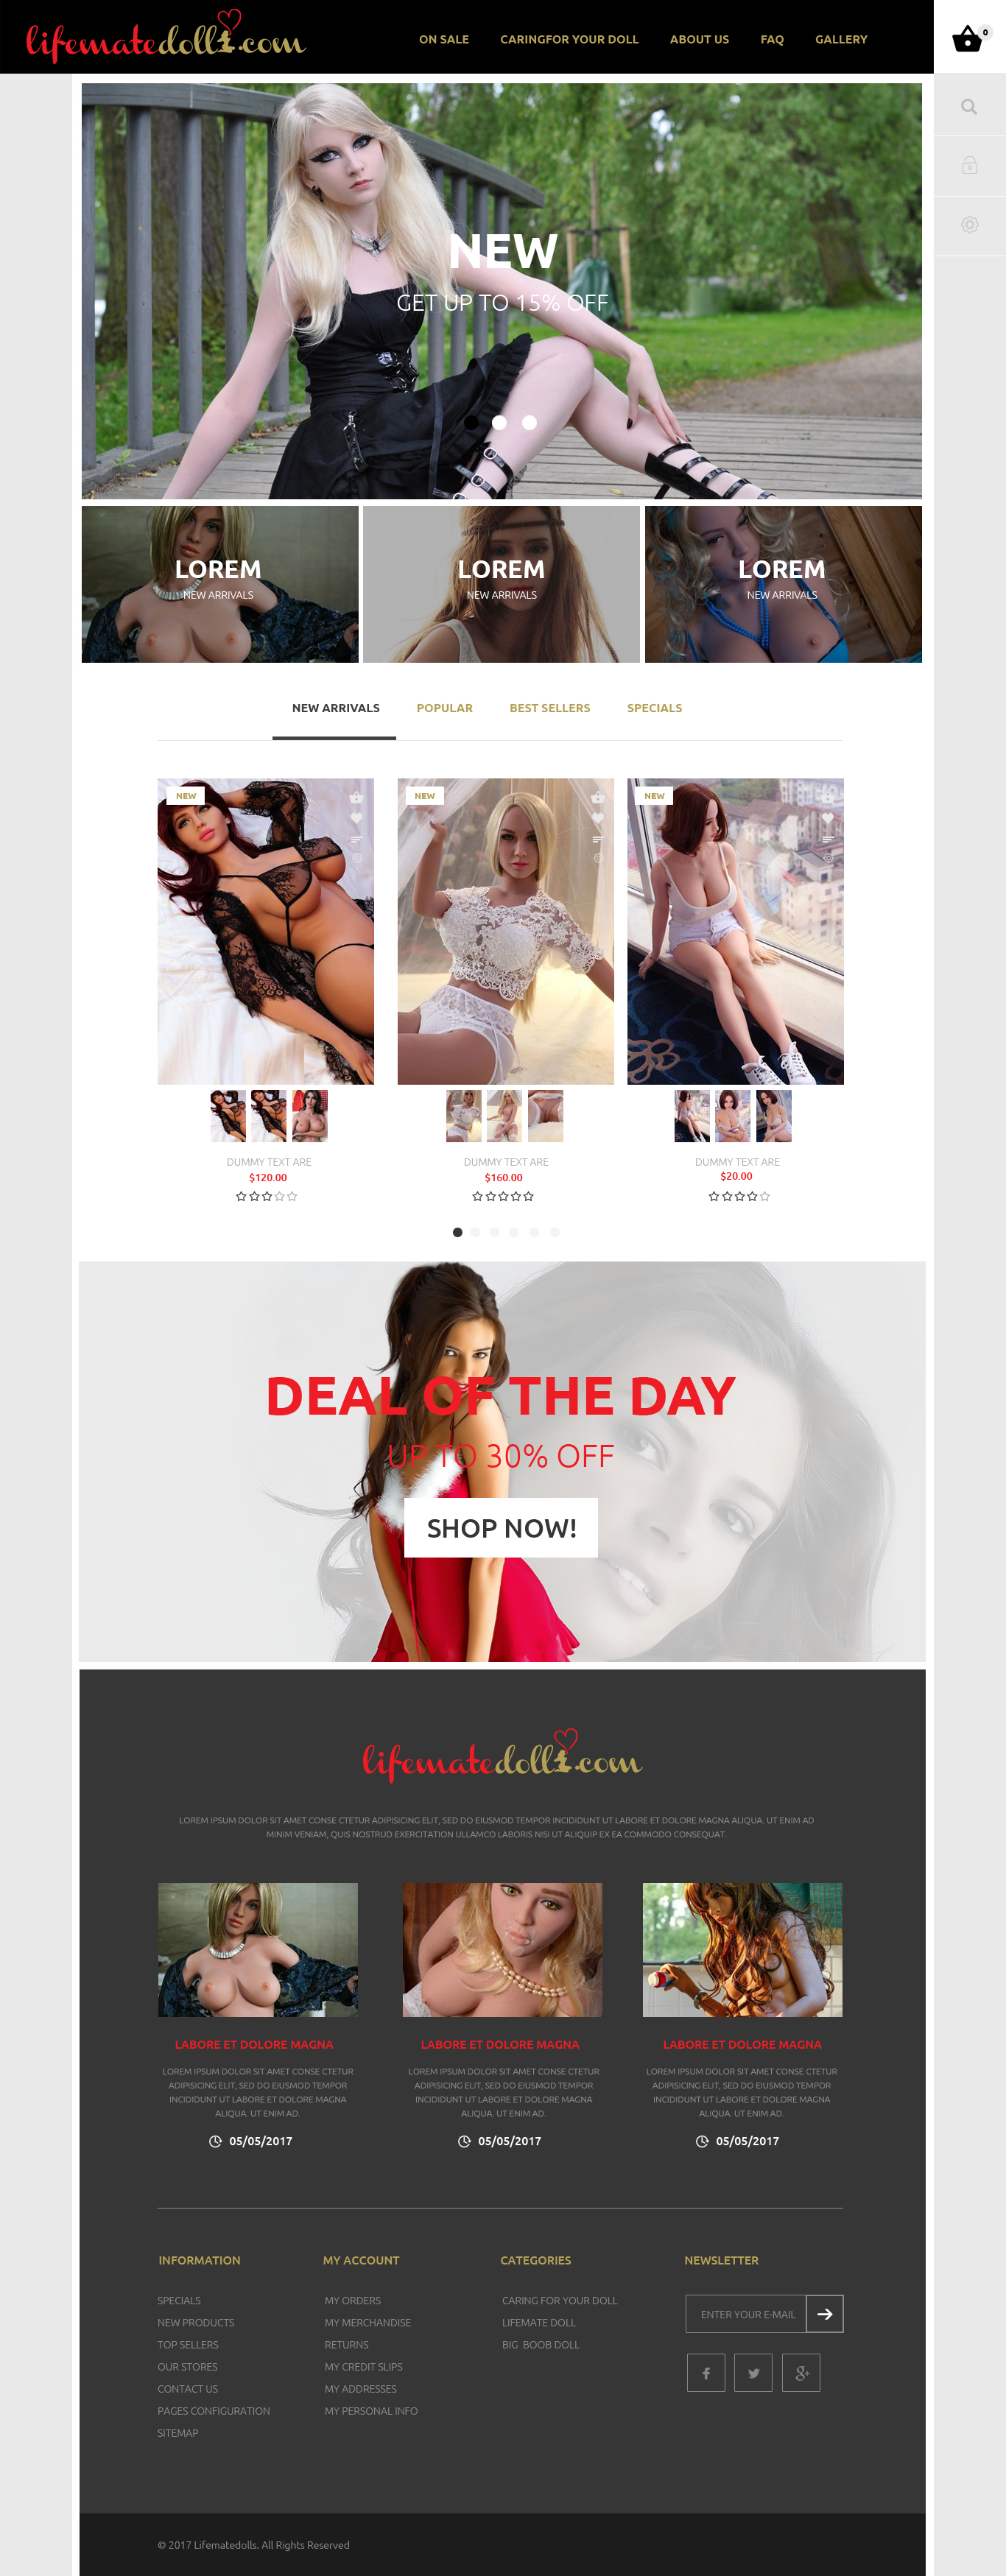 lifematedolls.com
ON SALE CARINGFOR YOUR DOLL ABOUT US FAQ GALLERY
0
NEW
GET UP TO 15% OFF
LOREM LOREM LOREM
NEW ARRIVALS NEW ARRIVALS NEW ARRIVALS
NEW ARRIVALS POPULAR BEST SELLERS SPECIALS
NEW NEW NEW
DUMMY TEXT ARE DUMMY TEXT ARE DUMMY TEXT ARE
$120.00 $160.00 $20.00
DEAL OF THE DAY
UP TO 30% OFF
SHOP NOW!
lifematedolls.com
LOREM IPSUM DOLOR SIT AMET CONSE CTETUR ADIPISICING ELIT, SED DO EIUSMOD TEMPOR INCIDIDUNT UT LABORE ET DOLORE MAGNA ALIQUA. UT ENIM AD
MINIM VENIAM, QUIS NOSTRUD EXERCITATION ULLAMCO LABORIS NISI UT ALIQUIP EX EA COMMODO CONSEQUAT.
LABORE ET DOLORE MAGNA
LOREM IPSUM DOLOR SIT AMET CONSE CTETUR
ADIPISICING ELIT, SED DO EIUSMOD TEMPOR
INCIDIDUNT UT LABORE ET DOLORE MAGNA
ALIQUA. UT ENIM AD.
05/05/2017
LABORE ET DOLORE MAGNA
LOREM IPSUM DOLOR SIT AMET CONSE CTETUR
ADIPISICING ELIT, SED DO EIUSMOD TEMPOR
INCIDIDUNT UT LABORE ET DOLORE MAGNA
ALIQUA. UT ENIM AD.
05/05/2017
LABORE ET DOLORE MAGNA
LOREM IPSUM DOLOR SIT AMET CONSE CTETUR
ADIPISICING ELIT, SED DO EIUSMOD TEMPOR
INCIDIDUNT UT LABORE ET DOLORE MAGNA
ALIQUA. UT ENIM AD.
05/05/2017
INFORMATION
SPECIALS
NEW PRODUCTS
TOP SELLERS
OUR STORES
CONTACT US
PAGES CONFIGURATION
SITEMAP
MY ACCOUNT
MY ORDERS
MY MERCHANDISE
RETURNS
MY CREDIT SLIPS
MY ADDRESSES
MY PERSONAL INFO
CATEGORIES
CARING FOR YOUR DOLL
LIFEMATE DOLL
BIG BOOB DOLL
NEWSLETTER
ENTER YOUR E-MAIL
© 2017 Lifematedolls. All Rights Reserved